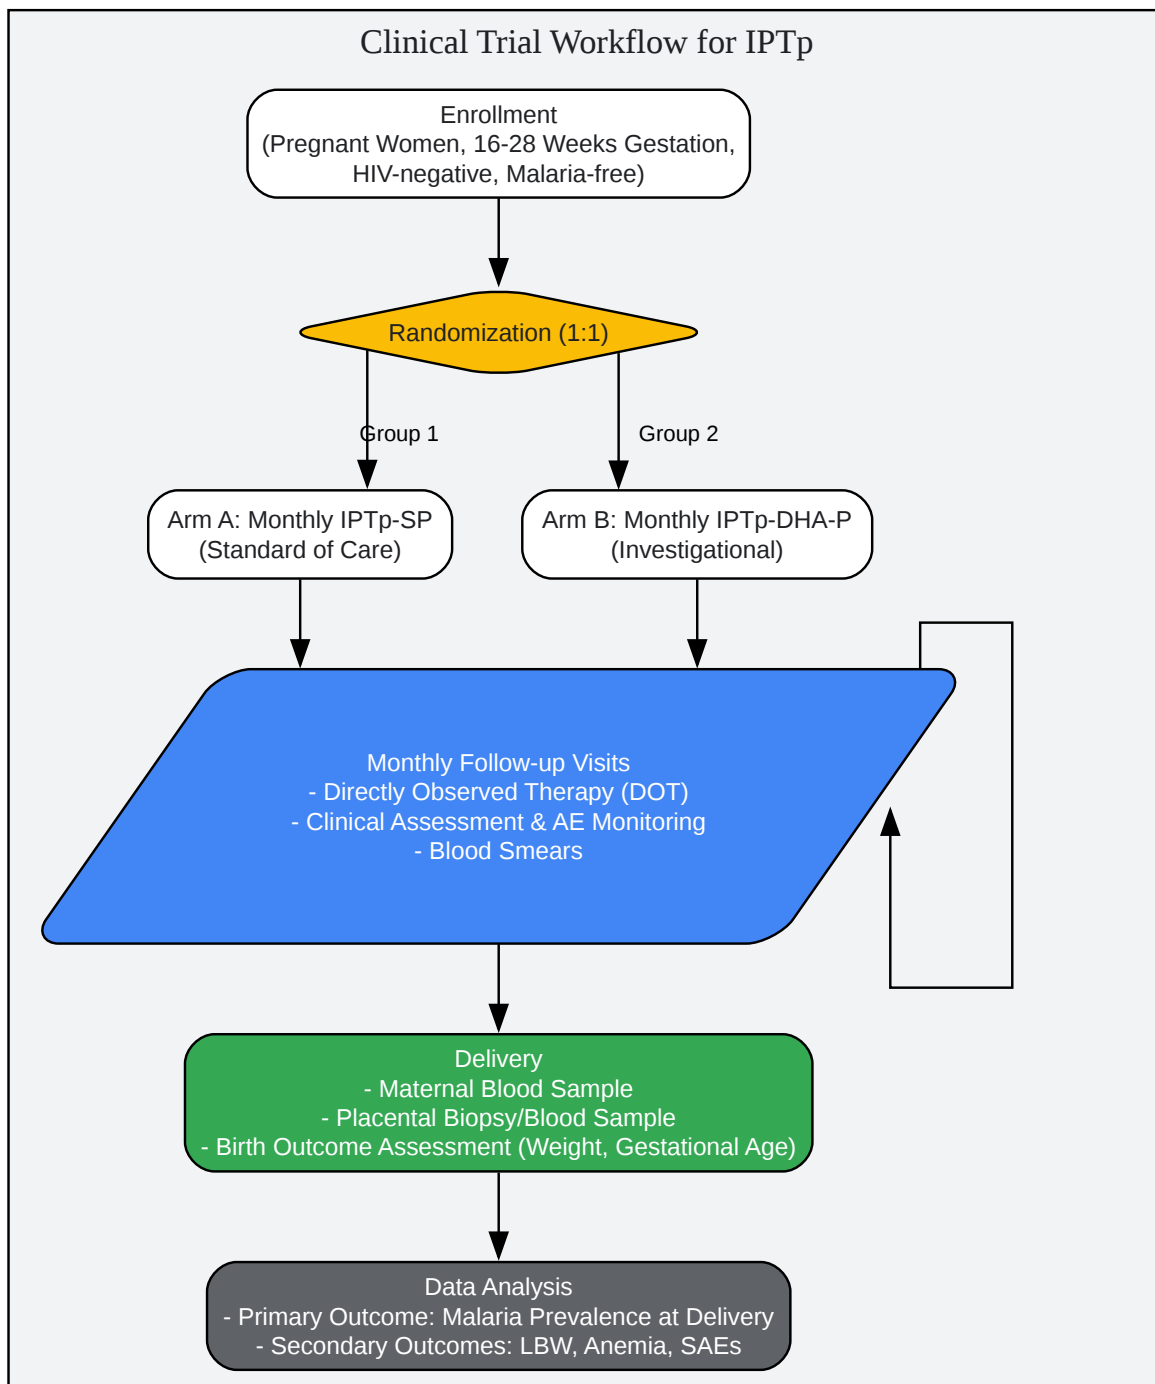 Clinical Trial Workflow for IPTp
Enrollment
(Pregnant Women, 16-28 Weeks Gestation,
HIV-negative, Malaria-free)
Randomization (1:1)
Group 1
Group 2
Arm A: Monthly IPTp-SP
(Standard of Care)
Arm B: Monthly IPTp-DHA-P
(Investigational)
Monthly Follow-up Visits
- Directly Observed Therapy (DOT)
- Clinical Assessment & AE Monitoring
- Blood Smears
Delivery
- Maternal Blood Sample
- Placental Biopsy/Blood Sample
- Birth Outcome Assessment (Weight, Gestational Age)
Data Analysis
- Primary Outcome: Malaria Prevalence at Delivery
- Secondary Outcomes: LBW, Anemia, SAEs